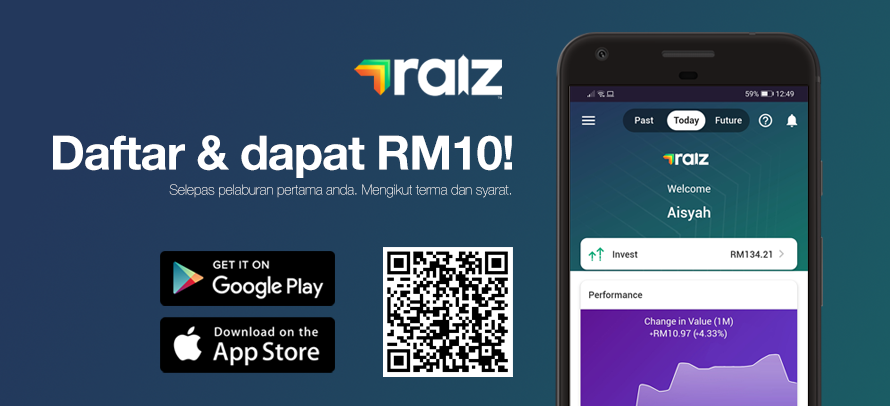 raiz
Daftar & dapat RM10!
Selepas pelaburan pertama anda. Mengikut terma dan syarat.
GET IT ON
Google Play
Download on the
App Store
59% 12:49
Past Today Future
raiz
Welcome
Aisyah
Invest RM134.21
Performance
Change in Value (1M)
+RM10.97 (+4.33%)